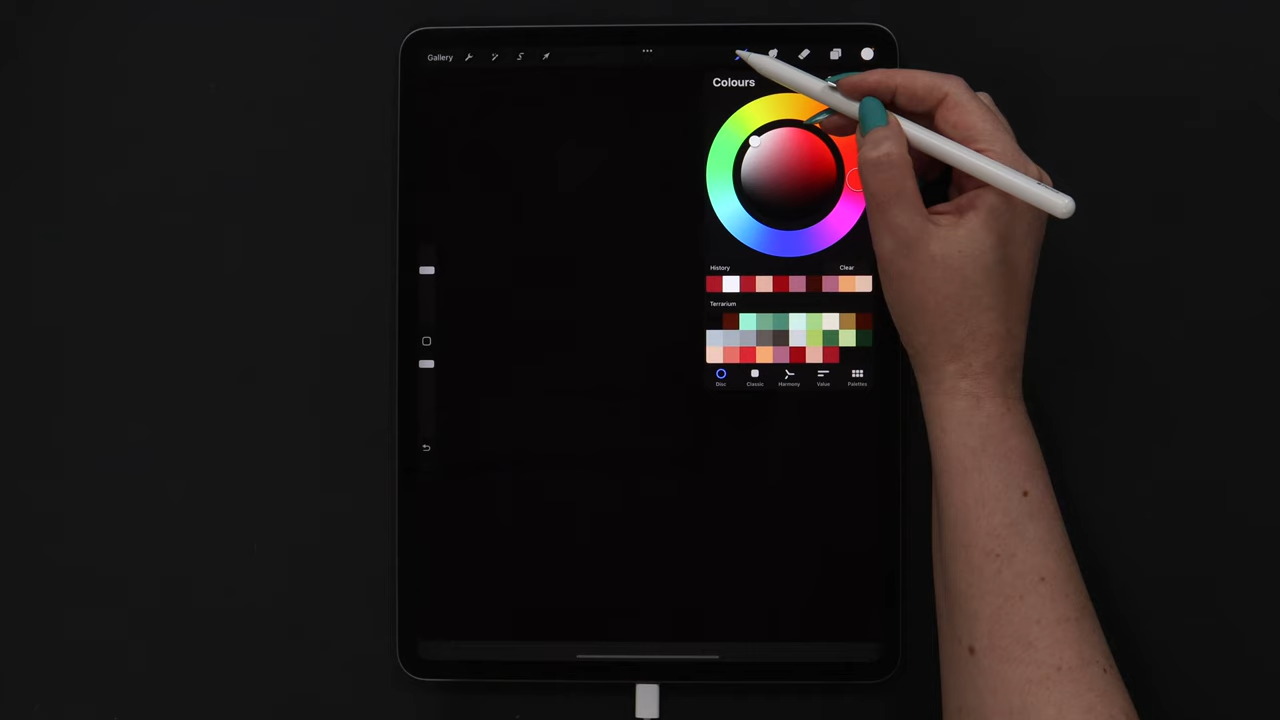 Gallery
Colours
History
Clear
Terrarium
Disc
Classic
Harmony
Value
Palettes